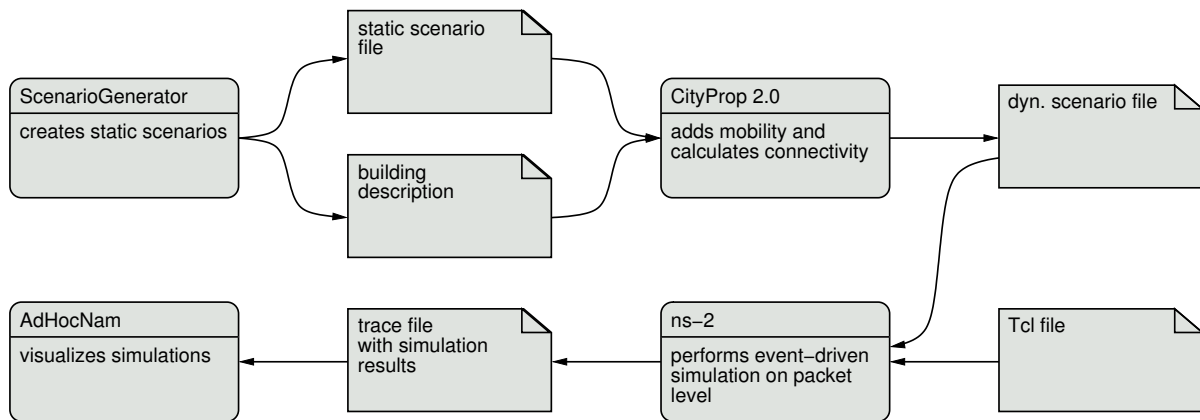 static scenario
file
ScenarioGenerator
creates static scenarios
building
description
CityProp 2.0
adds mobility and
calculates connectivity
dyn. scenario file
AdHocNam
visualizes simulations
trace file
with simulation
results
ns−2
performs event−driven
simulation on packet
level
Tcl file